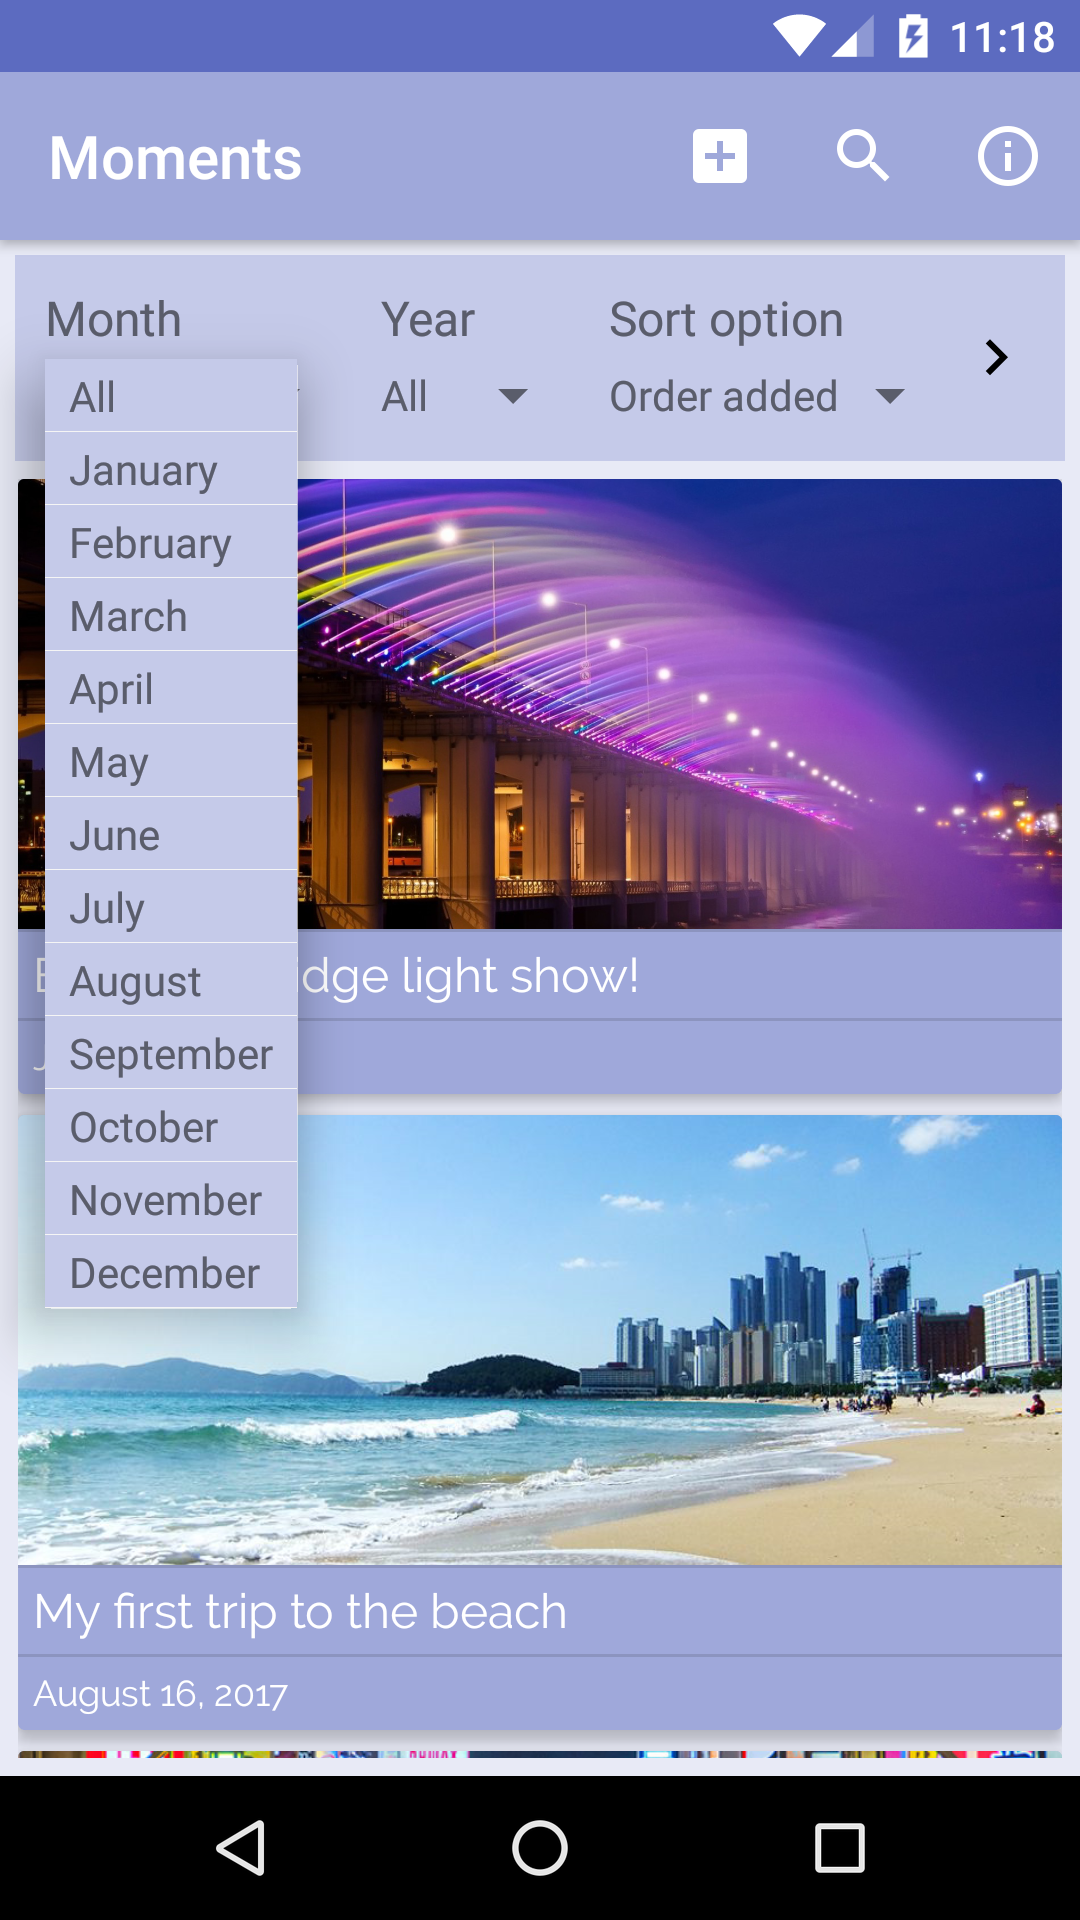 11:18
Moments
Month Year Sort option
All All Order added
January
February
March
April
May
June
July
August
dge light show!
September
October
November
December
My first trip to the beach
August 16, 2017